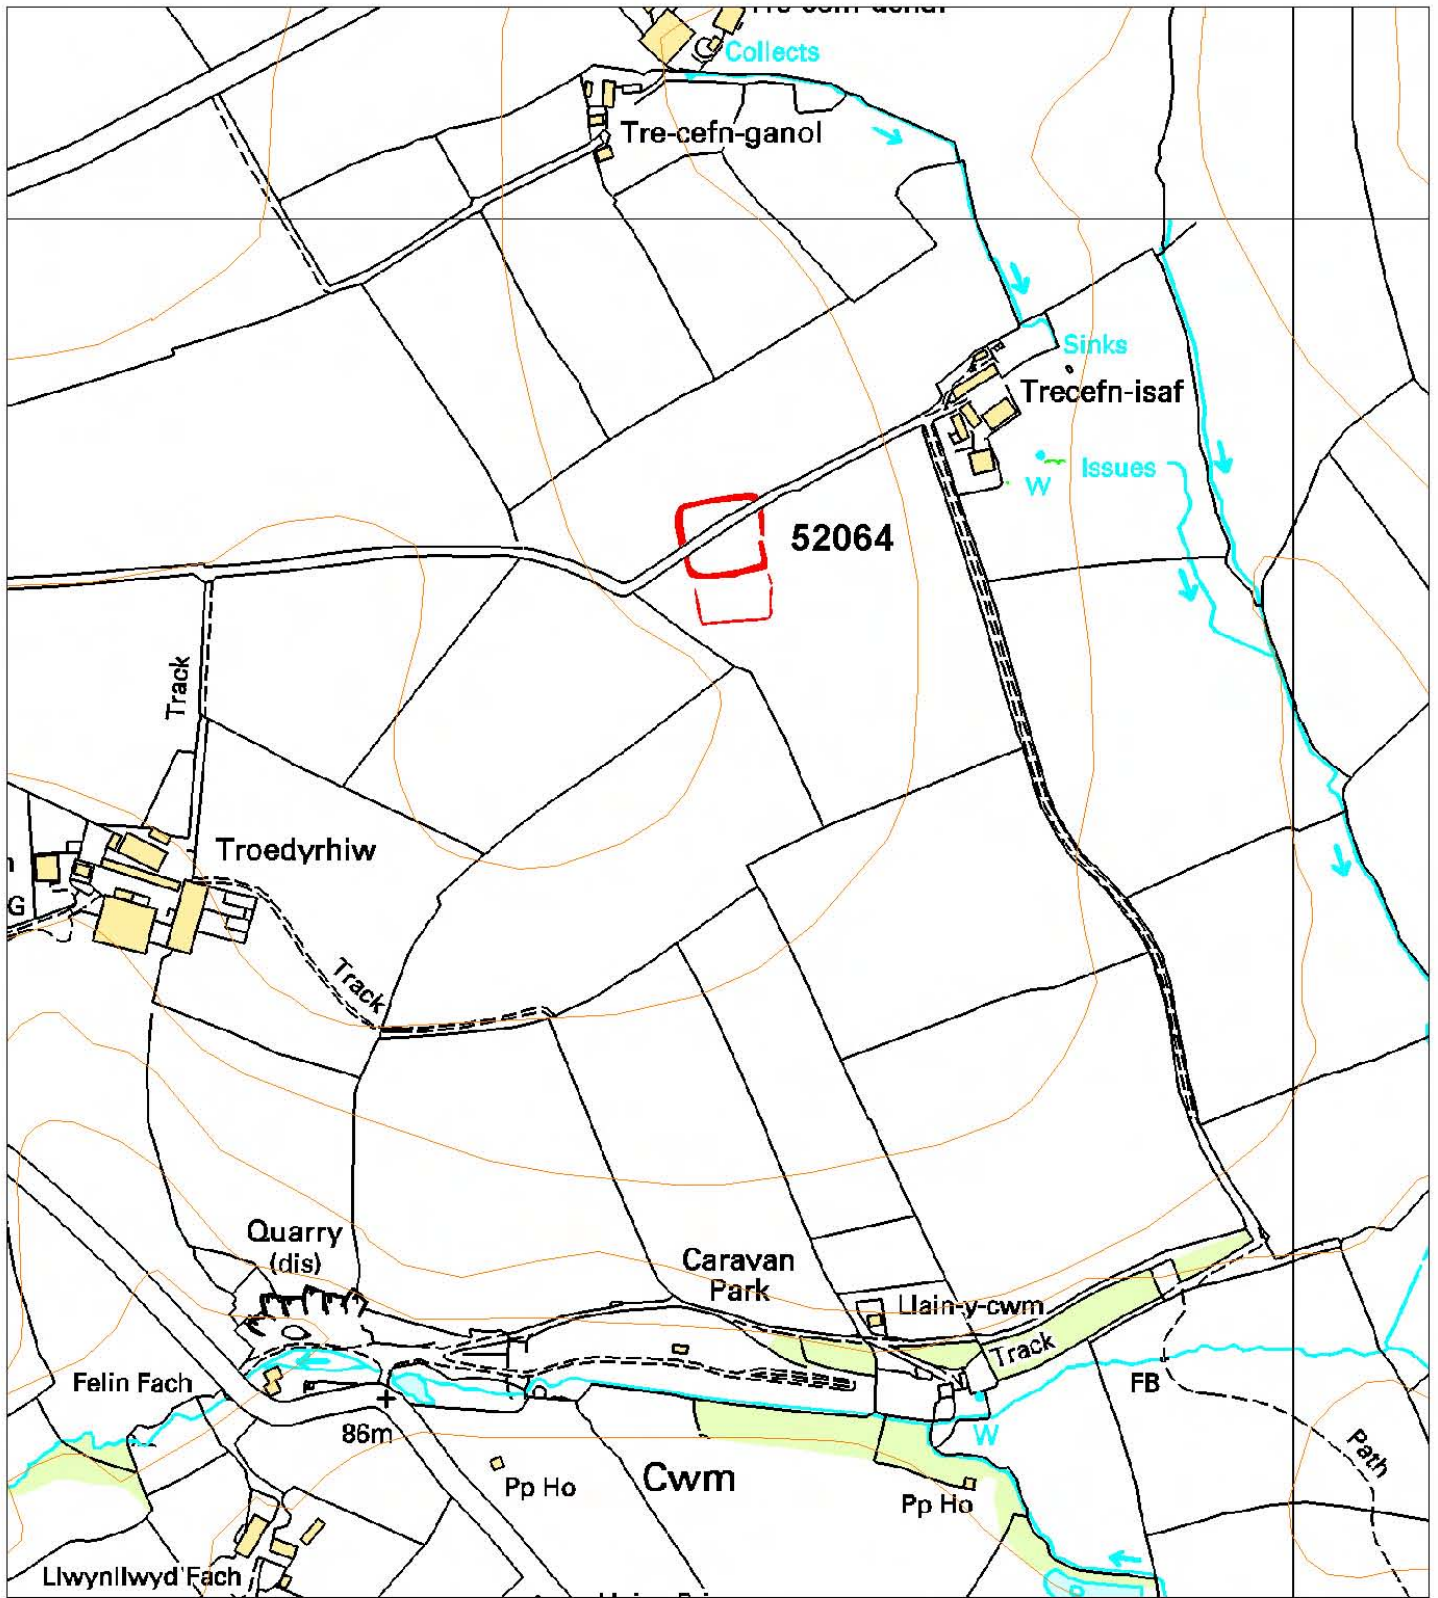 Collects
Tre-cefn-ganol
Sinks
Trecefn-isaf
Issues
W
52064
Track
Troedyrhiw
G
Track
Quarry
(dis)
Caravan
Park
Llain-y-cwm
Track
Felin Fach
FB
86m
W
Path
Cwm
Pp Ho
Pp Ho
Llwynllwyd Fach